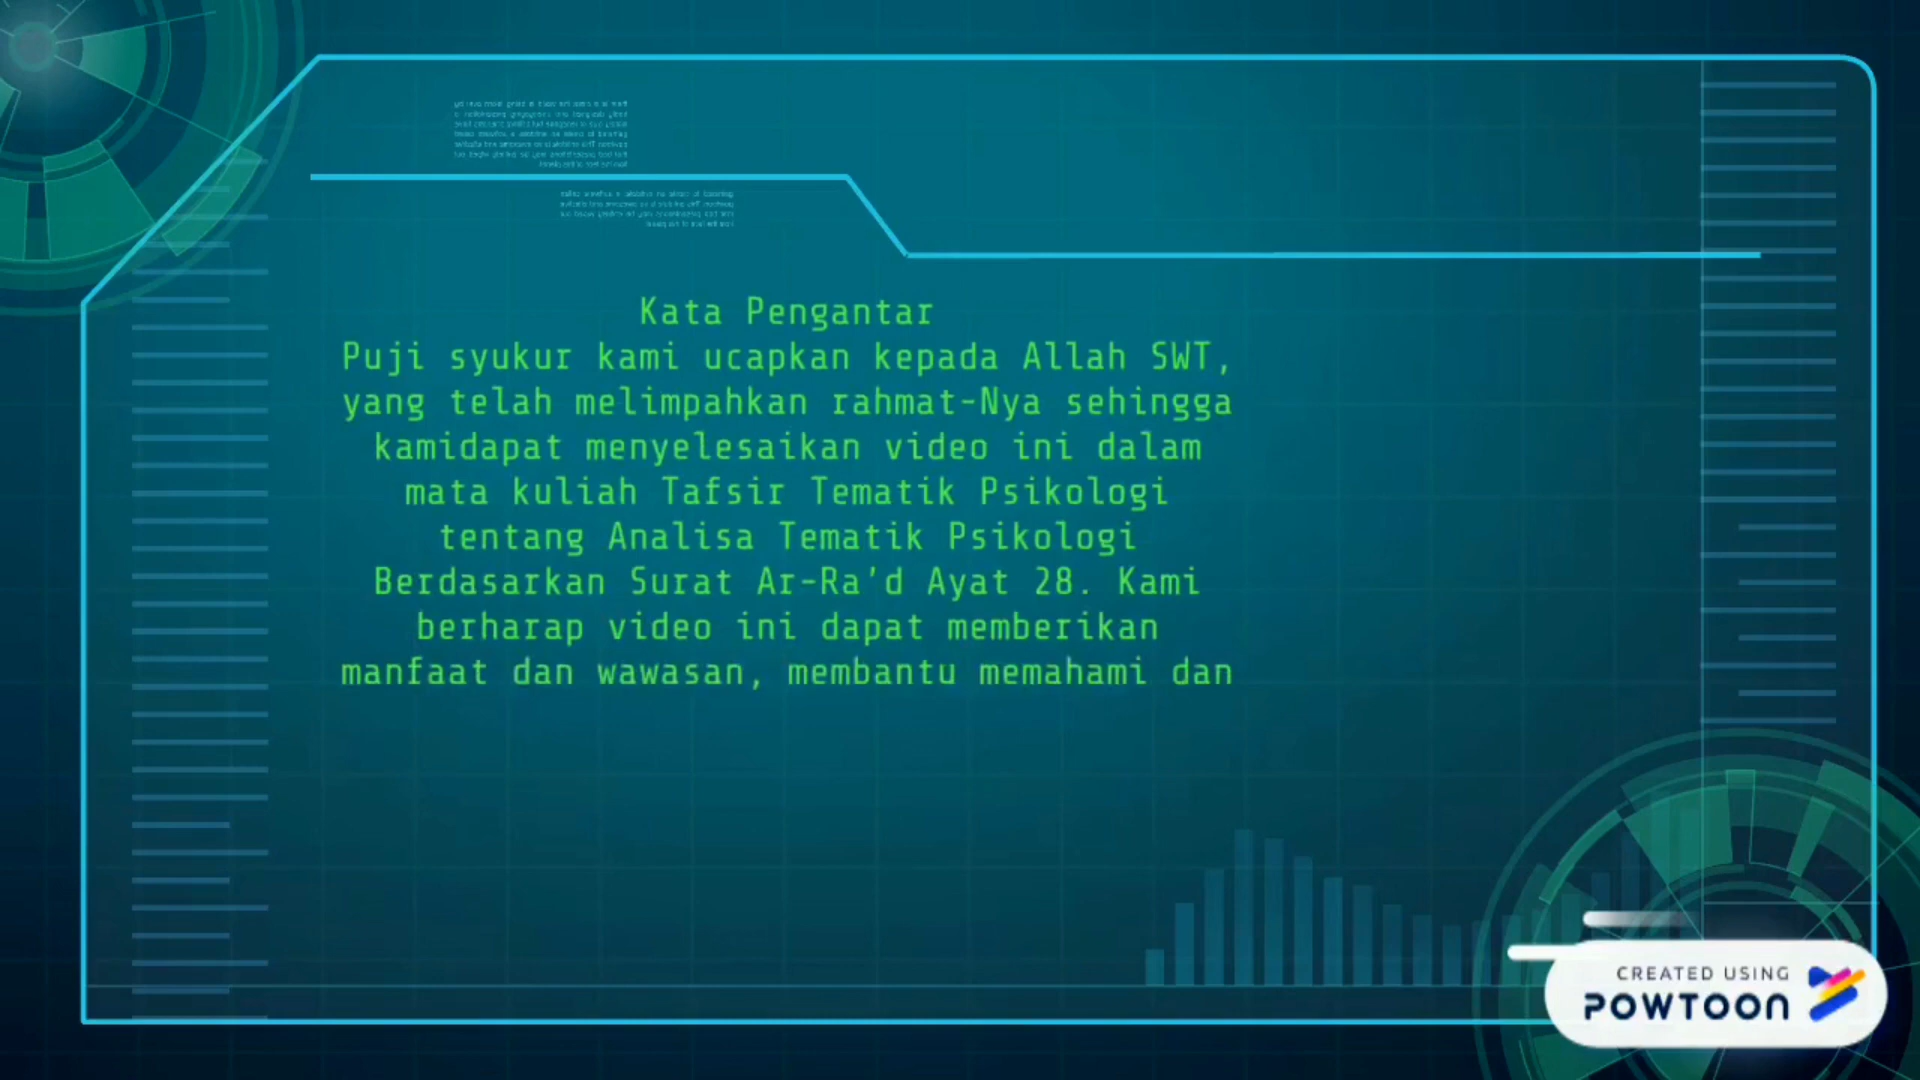 Kata Pengantar
Puji syukur kami ucapkan kepada Allah SWT,
yang telah melimpahkan rahmat-Nya sehingga
kamidapat menyelesaikan video ini dalam
mata kuliah Tafsir Tematik Psikologi
tentang Analisa Tematik Psikologi
Berdasarkan Surat Ar-Ra'd Ayat 28. Kami
berharap video ini dapat memberikan
manfaat dan wawasan, membantu memahami dan
CREATED USING
POWTOON